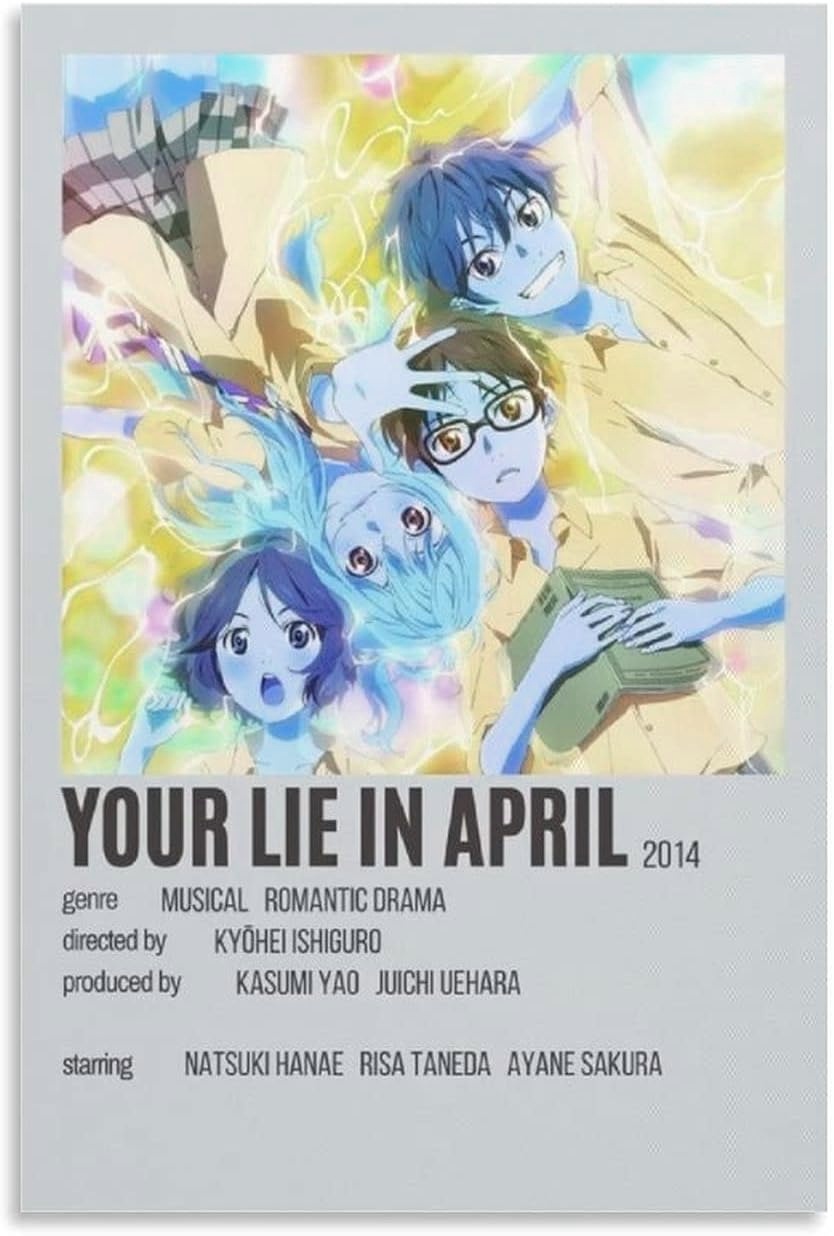 YOUR LIE IN APRIL 2014
genre MUSICAL ROMANTIC DRAMA
directed by KYŌHEI ISHIGURO
produced by KASUMI YAO JUICHI UEHARA
starring NATSUKI HANAE RISA TANEDA AYANE SAKURA